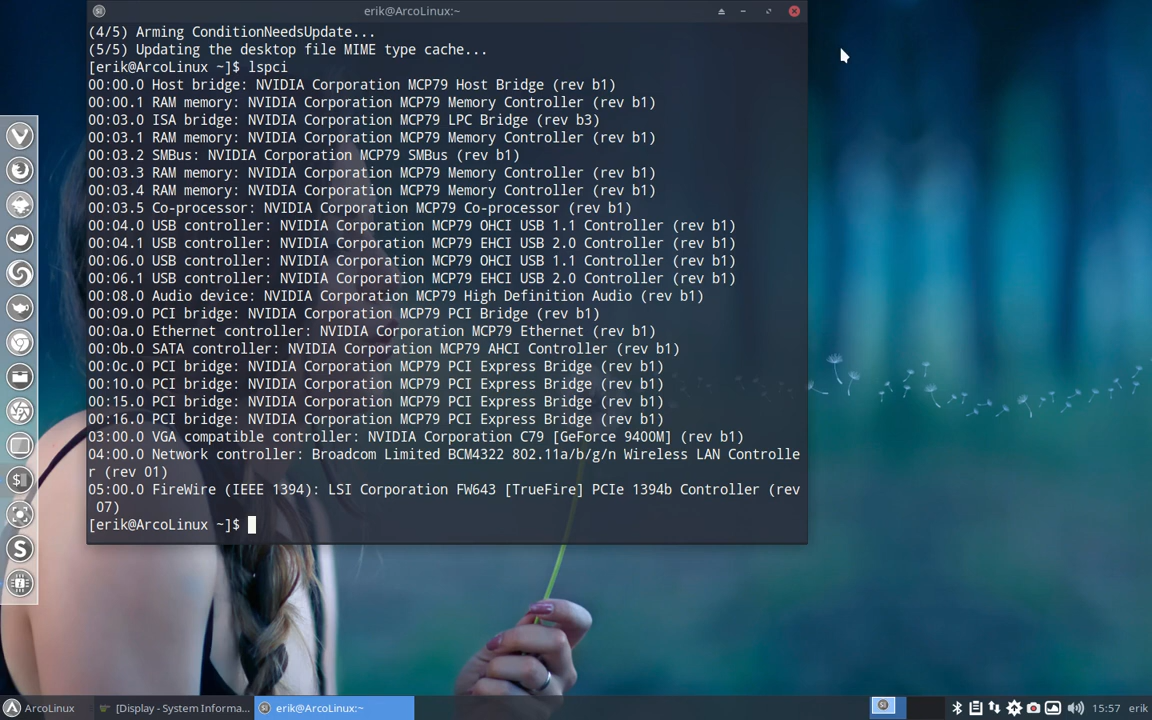 erik@ArcoLinux:~
(4/5) Arming ConditionNeedsUpdate...
(5/5) Updating the desktop file MIME type cache...
[erik@ArcoLinux ~]$ lspci
00:00.0 Host bridge: NVIDIA Corporation MCP79 Host Bridge (rev b1)
00:00.1 RAM memory: NVIDIA Corporation MCP79 Memory Controller (rev b1)
00:03.0 ISA bridge: NVIDIA Corporation MCP79 LPC Bridge (rev b3)
00:03.1 RAM memory: NVIDIA Corporation MCP79 Memory Controller (rev b1)
00:03.2 SMBus: NVIDIA Corporation MCP79 SMBus (rev b1)
00:03.3 RAM memory: NVIDIA Corporation MCP79 Memory Controller (rev b1)
00:03.4 RAM memory: NVIDIA Corporation MCP79 Memory Controller (rev b1)
00:03.5 Co-processor: NVIDIA Corporation MCP79 Co-processor (rev b1)
00:04.0 USB controller: NVIDIA Corporation MCP79 OHCI USB 1.1 Controller (rev b1)
00:04.1 USB controller: NVIDIA Corporation MCP79 EHCI USB 2.0 Controller (rev b1)
00:06.0 USB controller: NVIDIA Corporation MCP79 OHCI USB 1.1 Controller (rev b1)
00:06.1 USB controller: NVIDIA Corporation MCP79 EHCI USB 2.0 Controller (rev b1)
00:08.0 Audio device: NVIDIA Corporation MCP79 High Definition Audio (rev b1)
00:09.0 PCI bridge: NVIDIA Corporation MCP79 PCI Bridge (rev b1)
00:0a.0 Ethernet controller: NVIDIA Corporation MCP79 Ethernet (rev b1)
00:0b.0 SATA controller: NVIDIA Corporation MCP79 AHCI Controller (rev b1)
00:0c.0 PCI bridge: NVIDIA Corporation MCP79 PCI Express Bridge (rev b1)
00:10.0 PCI bridge: NVIDIA Corporation MCP79 PCI Express Bridge (rev b1)
00:15.0 PCI bridge: NVIDIA Corporation MCP79 PCI Express Bridge (rev b1)
00:16.0 PCI bridge: NVIDIA Corporation MCP79 PCI Express Bridge (rev b1)
03:00.0 VGA compatible controller: NVIDIA Corporation C79 [GeForce 9400M] (rev b1)
04:00.0 Network controller: Broadcom Limited BCM4322 802.11a/b/g/n Wireless LAN Controlle
r (rev 01)
05:00.0 FireWire (IEEE 1394): LSI Corporation FW643 [TrueFire] PCIe 1394b Controller (rev
07)
[erik@ArcoLinux ~]$
ArcoLinux
[Display - System Informa...
erik@ArcoLinux:~
15:57
erik